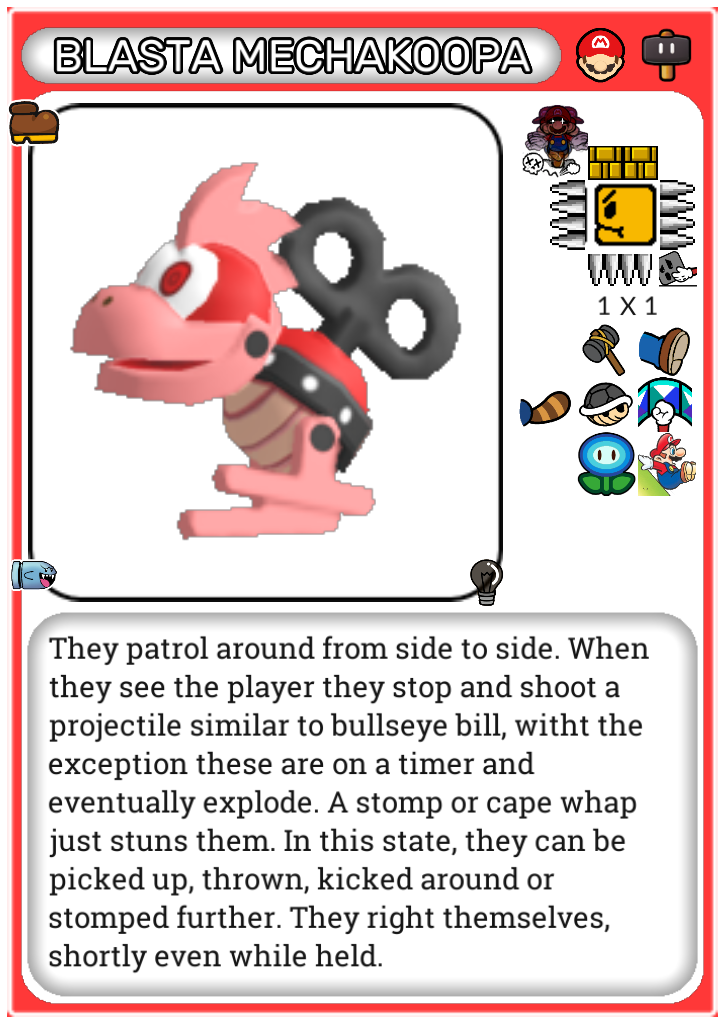 BLASTA MECHAKOOPA
1 X 1
They patrol around from side to side. When
they see the player they stop and shoot a
projectile similar to bullseye bill, witht the
exception these are on a timer and
eventually explode. A stomp or cape whap
just stuns them. In this state, they can be
picked up, thrown, kicked around or
stomped further. They right themselves,
shortly even while held.